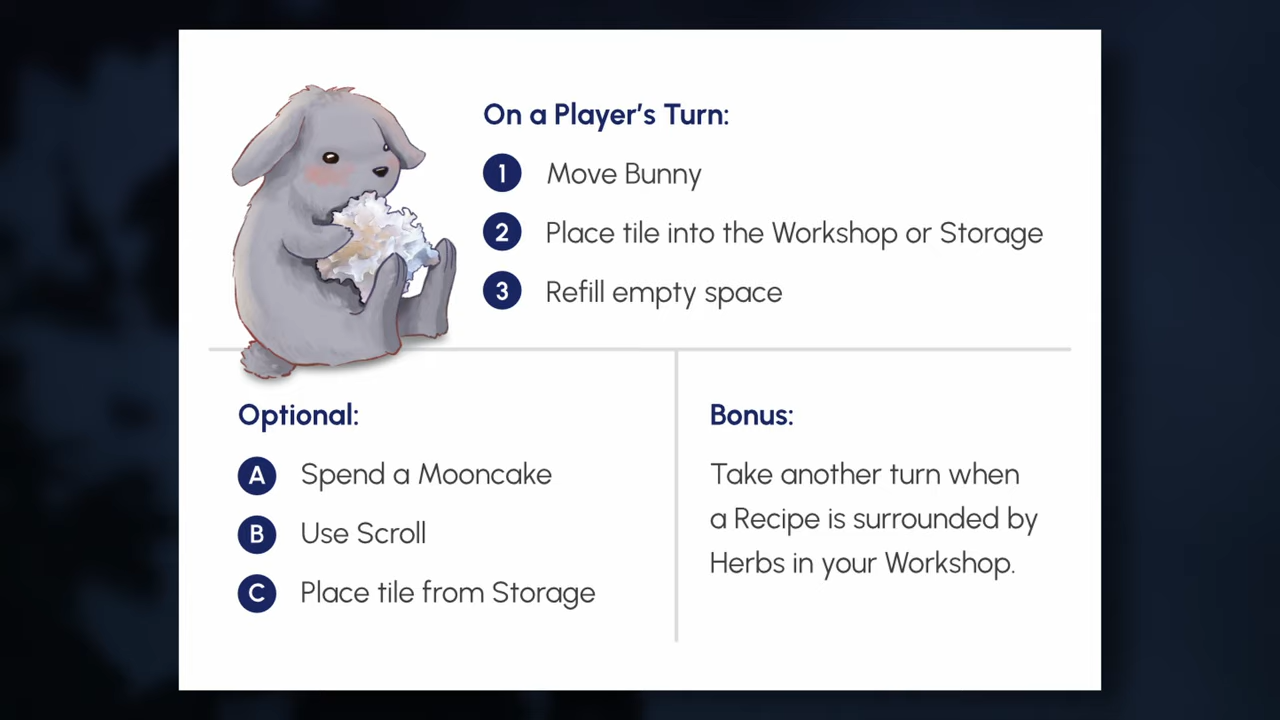 On a Player's Turn:
1 Move Bunny
2 Place tile into the Workshop or Storage
3 Refill empty space
Optional:
A Spend a Mooncake
B Use Scroll
C Place tile from Storage
Bonus:
Take another turn when
a Recipe is surrounded by
Herbs in your Workshop.